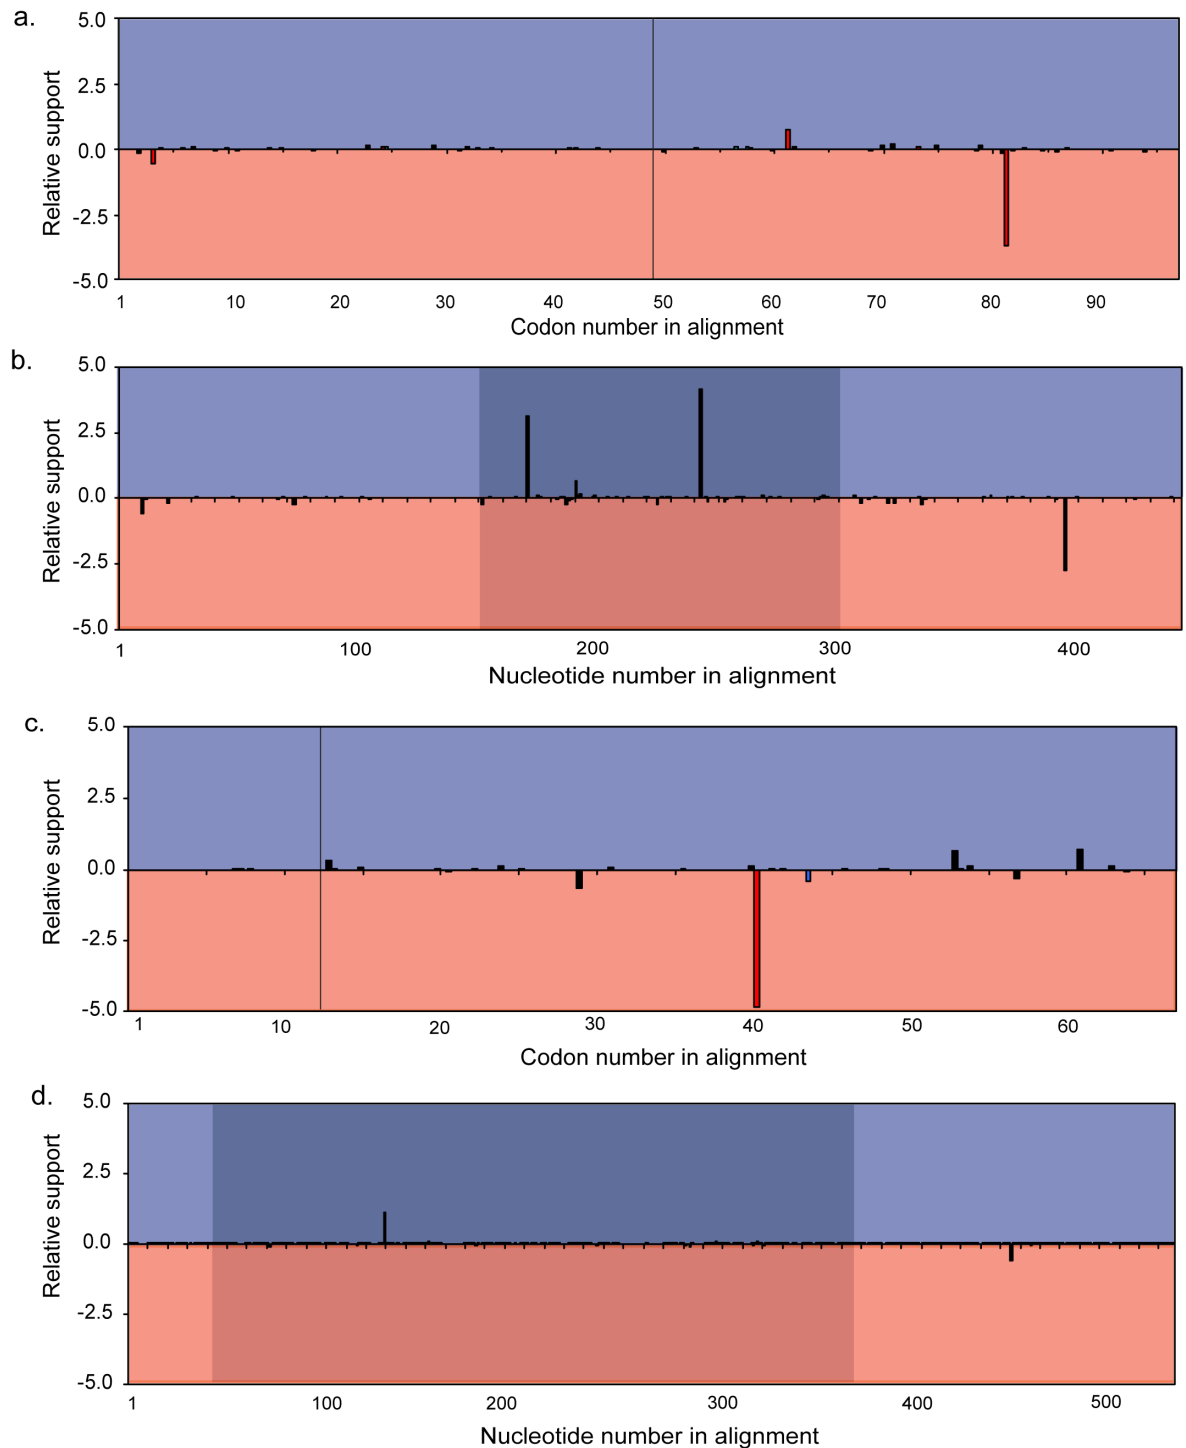 a.
5.0
2.5
0.0
-2.5
-5.0
Relative support
1 10 20 30 40 50 60 70 80 90
Codon number in alignment
b.
5.0
2.5
0.0
-2.5
-5.0
Relative support
1 100 200 300 400
Nucleotide number in alignment
c.
5.0
2.5
0.0
-2.5
-5.0
Relative support
1 10 20 30 40 50 60
Codon number in alignment
d.
5.0
2.5
0.0
-2.5
-5.0
Relative support
1 100 200 300 400 500
Nucleotide number in alignment